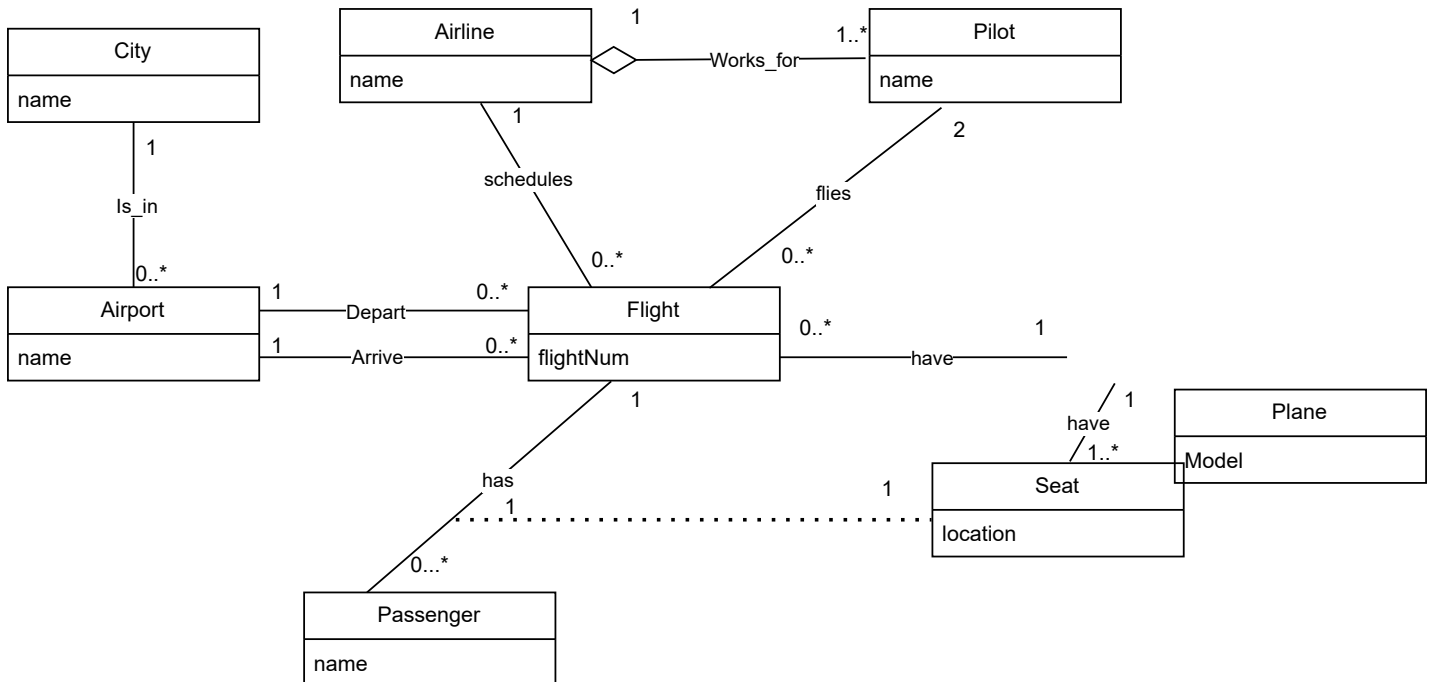 City
name
1
Is_in
0..*
Airline
name
1
Works_for
1..*
Pilot
name
1
schedules
0..*
2
flies
0..*
Airport
name
1
Depart
0..*
1
Arrive
0..*
Flight
flightNum
0..*
have
1
1
have
1..*
Plane
Model
Seat
location
1
has
1
1
0...*
Passenger
name